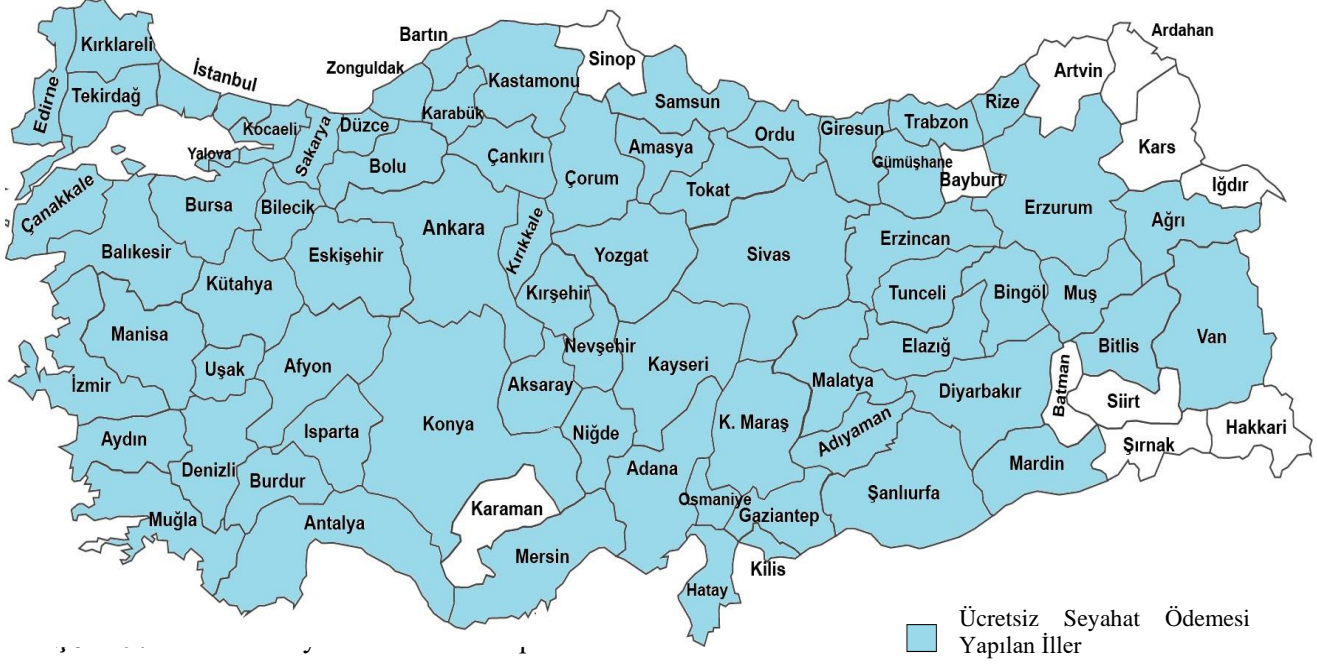 Ardahan
Bartın
Kırklareli
Sinop
Zonguldak
İstanbul
Artvin
Kastamonu
Edirne
Tekirdağ
Samsun
Rize
Karabük
Kocaeli
Sakarya
Düzce
Ordu
Giresun
Trabzon
Kars
Yalova
Bolu
Çankırı
Amasya
Gümüşhane
Bayburt
Çanakkale
Çorum
Tokat
Iğdır
Bursa
Bilecik
Erzurum
Ankara
Kırıkkale
Ağrı
Balıkesir
Eskişehir
Yozgat
Sivas
Erzincan
Kütahya
Kırşehir
Tunceli
Bingöl
Muş
Manisa
Van
Uşak
Afyon
Nevşehir
Kayseri
Elazığ
Bitlis
İzmir
Aksaray
Malatya
Diyarbakır
Batman
Siirt
Aydın
Isparta
Konya
Niğde
K. Maraş
Adıyaman
Hakkari
Şırnak
Denizli
Burdur
Adana
Mardin
Osmaniye
Şanlıurfa
Muğla
Antalya
Karaman
Gaziantep
Mersin
Kilis
Hatay
Ücretsiz Seyahat Ödemesi
Yapılan İller